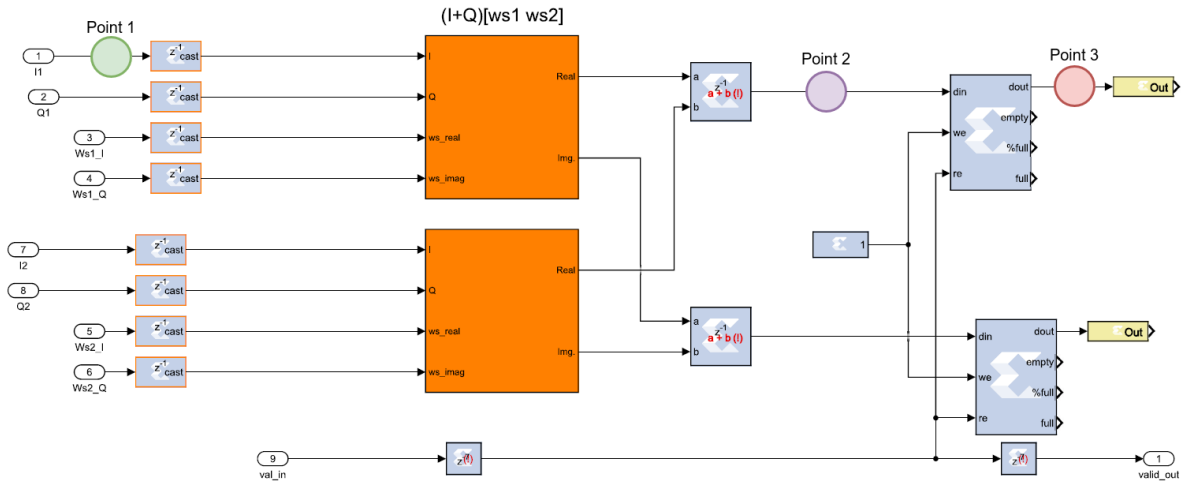 (I+Q)[ws1 ws2]
Point 1
1
I1
z-1
cast
2
Q1
z-1
cast
3
Ws1_I
z-1
cast
4
Ws1_Q
z-1
cast
I
Q
ws_real
ws_imag
Real
Img.
a
b
z-1
a + b (!)
Point 2
Point 3
din
we
re
dout
empty
%full
full
Out
7
I2
z-1
cast
8
Q2
z-1
cast
5
Ws2_I
z-1
cast
6
Ws2_Q
z-1
cast
I
Q
ws_real
ws_imag
Real
Img.
a
b
z-1
a + b (!)
1
din
we
re
dout
empty
%full
full
Out
9
val_in
(!)
(!)
1
valid_out